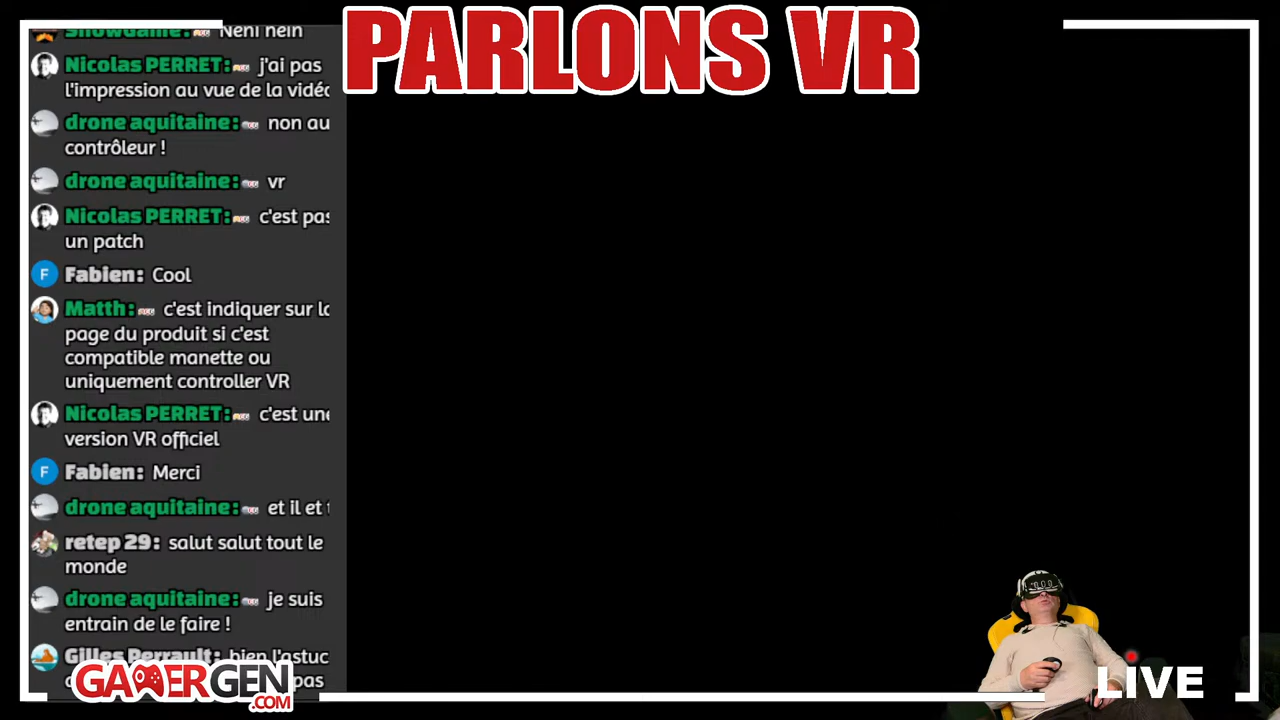 PARLONS VR
Snowdame: Neni hein
Nicolas PERRET: j'ai pas
l'impression au vue de la vidéo
drone aquitaine: non au
contrôleur !
drone aquitaine: vr
Nicolas PERRET: c'est pas
un patch
Fabien: Cool
Matth: c'est indiquer sur la
page du produit si c'est
compatible manette ou
uniquement controller VR
Nicolas PERRET: c'est une
version VR officiel
Fabien: Merci
drone aquitaine: et il et
retep 29: salut salut tout le
monde
drone aquitaine: je suis
entrain de le faire !
Gilles Perrault: bien l'astuc
pas
GAMERGEN
.COM
LIVE